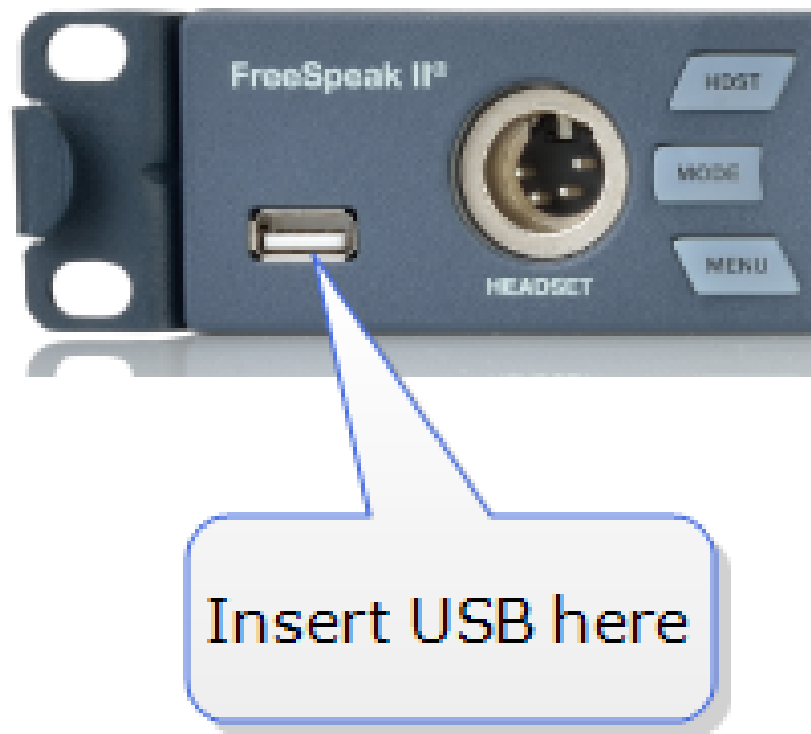 FreeSpeak II®
HOST
MODE
HEADSET
MENU
Insert USB here